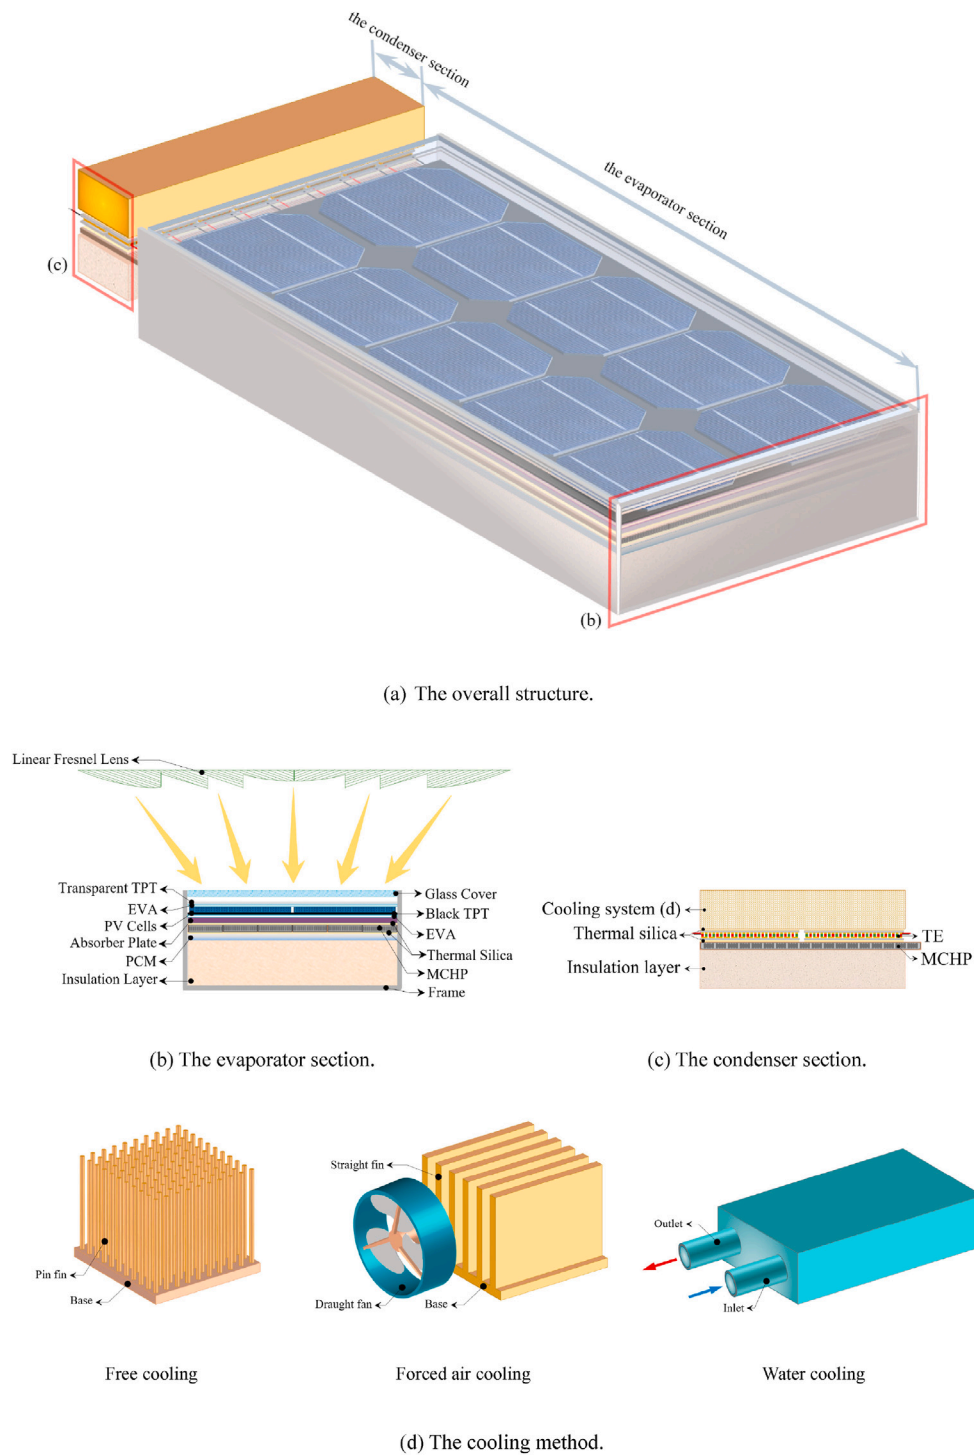 the condenser section
the evaporator section
(c)
(b)
(a) The overall structure.
Linear Fresnel Lens
Transparent TPT
EVA
PV Cells
Absorber Plate
PCM
Insulation Layer
Glass Cover
Black TPT
EVA
Thermal Silica
MCHP
Frame
(b) The evaporator section.
Cooling system (d)
Thermal silica
Insulation layer
TE
MCHP
(c) The condenser section.
Pin fin
Base
Straight fin
Draught fan
Base
Outlet
Inlet
Free cooling
Forced air cooling
Water cooling
(d) The cooling method.